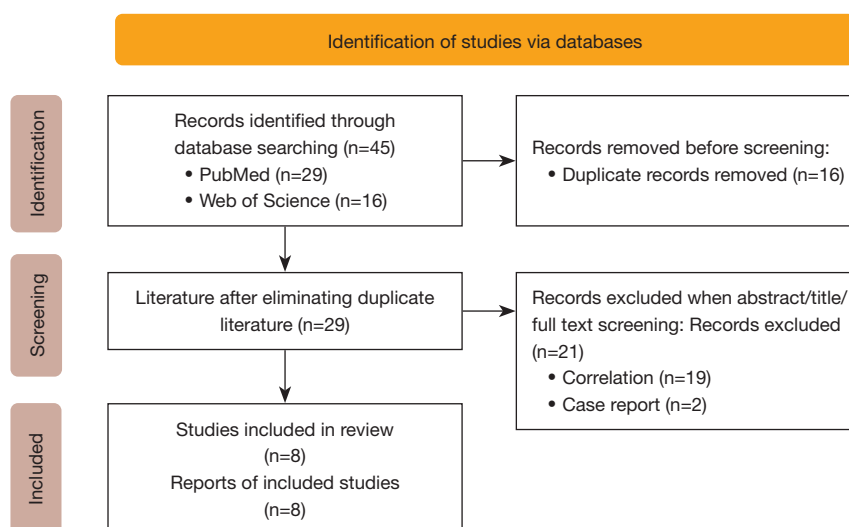 Identification of studies via databases
Identification
Records identified through
database searching (n=45)
• PubMed (n=29)
• Web of Science (n=16)
Records removed before screening:
• Duplicate records removed (n=16)
Screening
Literature after eliminating duplicate
literature (n=29)
Records excluded when abstract/title/
full text screening: Records excluded
(n=21)
• Correlation (n=19)
• Case report (n=2)
Included
Studies included in review
(n=8)
Reports of included studies
(n=8)